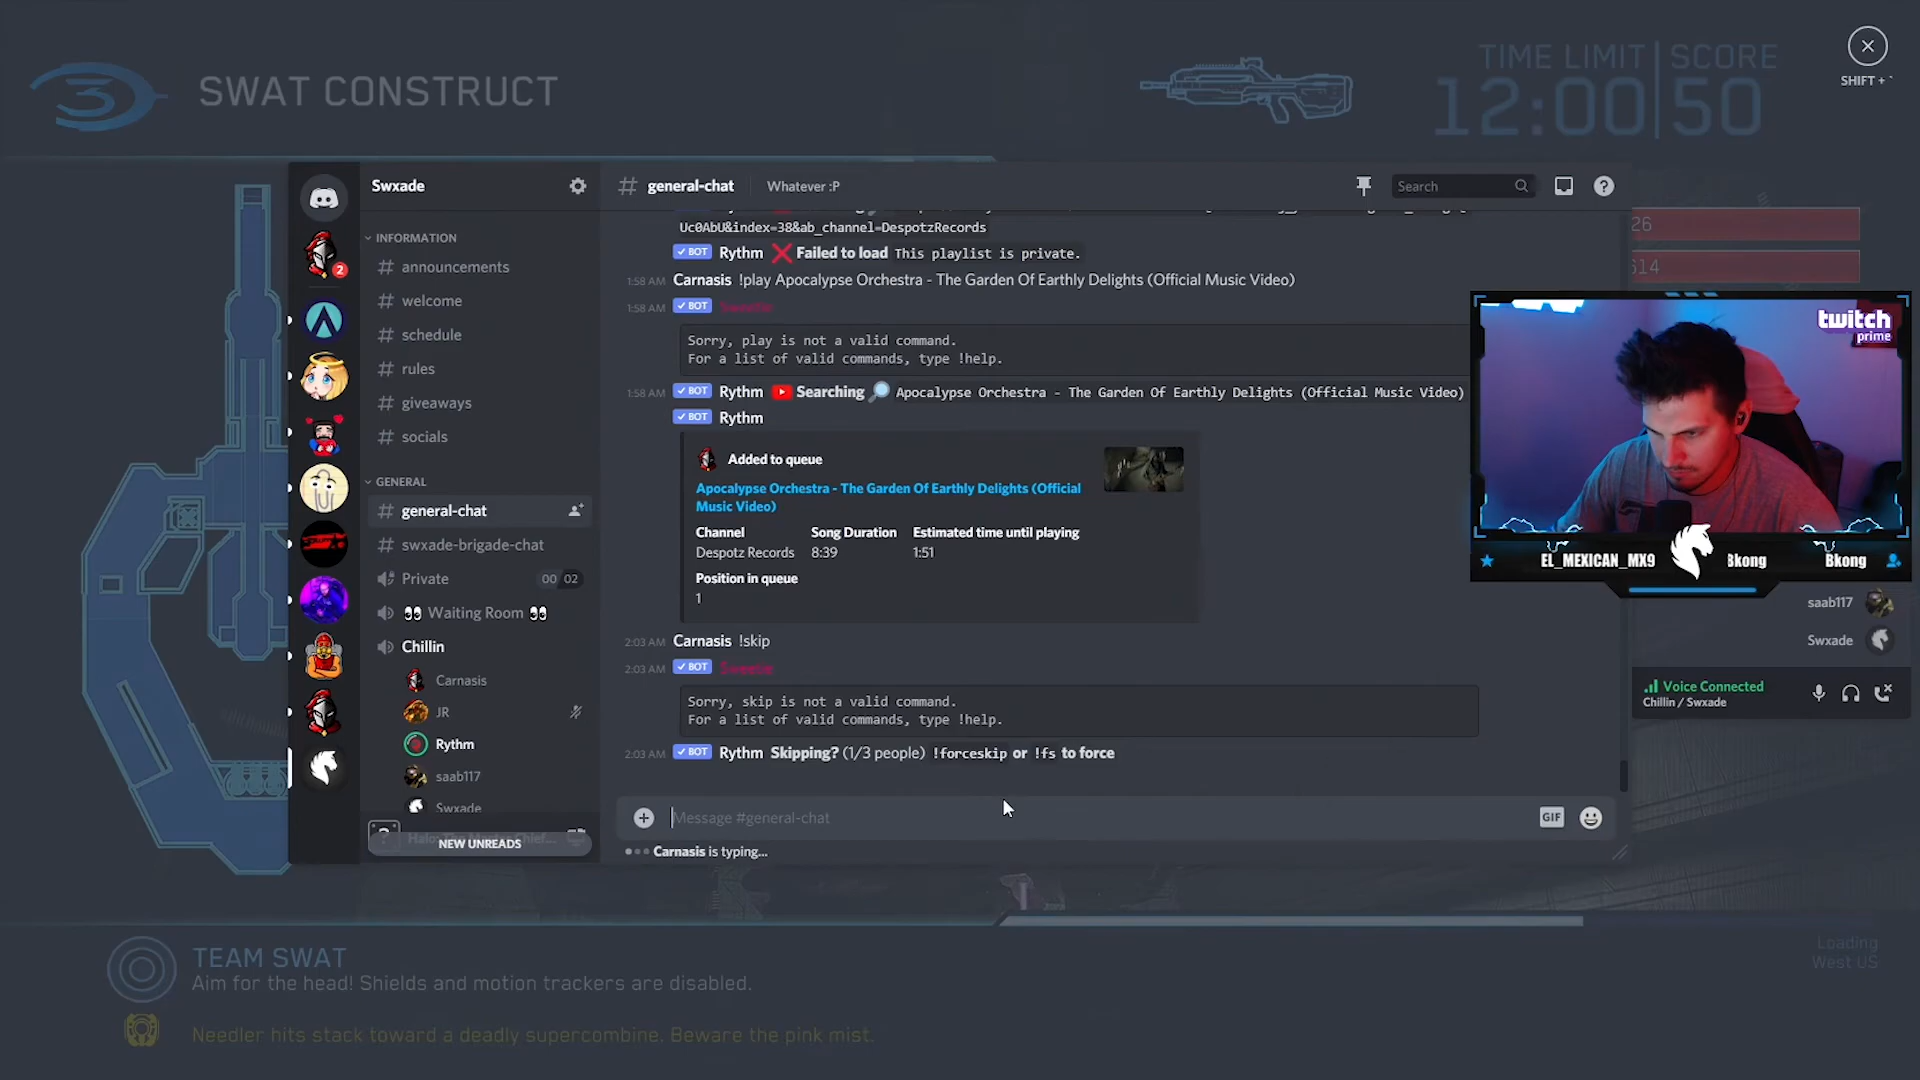 SWAT CONSTRUCT
TIME LIMIT
12:00
SCORE
50
SHIFT + `
Swxade
INFORMATION
announcements
welcome
schedule
rules
giveaways
socials
GENERAL
general-chat
swxade-brigade-chat
Private 00 02
Waiting Room
Chillin
Carnasis
JR
Rythm
saab117
Swxade
NEW UNREADS
2
# general-chat
Whatever :P
Search
Uc0AbU&index=38&ab_channel=DespotzRecords
BOT Rythm Failed to load This playlist is private.
1:58 AM Carnasis !play Apocalypse Orchestra - The Garden Of Earthly Delights (Official Music Video)
1:58 AM BOT Sweetie
Sorry, play is not a valid command.
For a list of valid commands, type !help.
1:58 AM BOT Rythm Searching Apocalypse Orchestra - The Garden Of Earthly Delights (Official Music Video)
BOT Rythm
Added to queue
Apocalypse Orchestra - The Garden Of Earthly Delights (Official
Music Video)
Channel Song Duration Estimated time until playing
Despotz Records 8:39 1:51
Position in queue
1
2:03 AM Carnasis !skip
2:03 AM BOT Sweetie
Sorry, skip is not a valid command.
For a list of valid commands, type !help.
2:03 AM BOT Rythm Skipping? (1/3 people) !forceskip or !fs to force
Message #general-chat
GIF
Carnasis is typing...
26
614
twitch
prime
EL_MEXICAN_MX9 Bkong Bkong
saab117
Swxade
Voice Connected
Chillin / Swxade
TEAM SWAT
Aim for the head! Shields and motion trackers are disabled.
Needler hits stack toward a deadly supercombine. Beware the pink mist.
Loading
West US